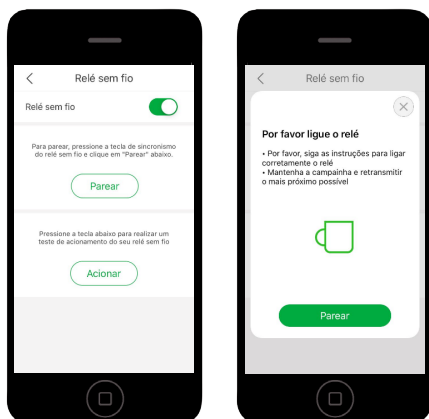 Relé sem fio
Relé sem fio
Para parear, pressione a tecla de sincronismo
do relé sem fio e clique em "Parear" abaixo.
Parear
Pressione a tecla abaixo para realizar um
teste de acionamento do seu relé sem fio
Acionar
Relé sem fio
Por favor ligue o relé
• Por favor, siga as instruções para ligar
corretamente o relé
• Mantenha a campainha e retransmitir
o mais próximo possível
Parear